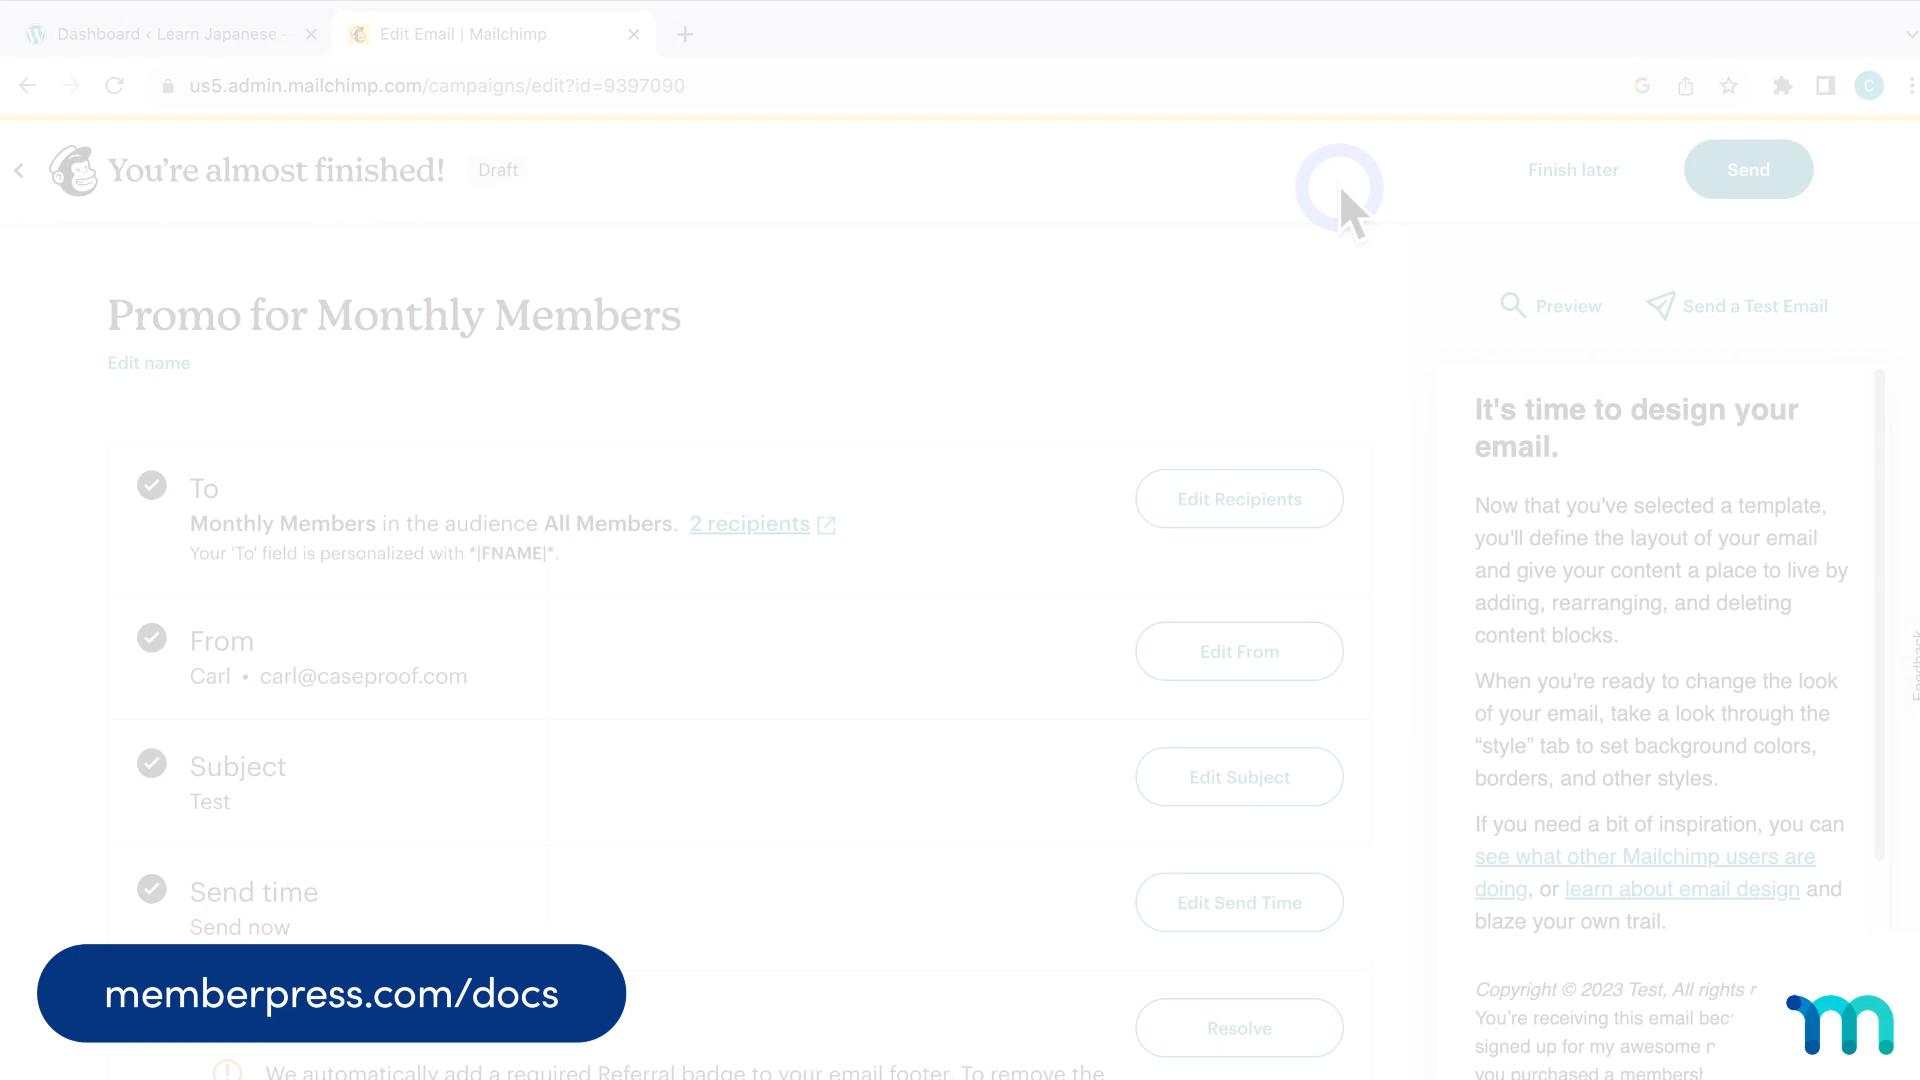 Dashboard ‹ Learn Japanese -
Edit Email | Mailchimp
us5.admin.mailchimp.com/campaigns/edit?id=9397090
C
You're almost finished!
Draft
Finish later
Send
Promo for Monthly Members
Edit name
Preview
Send a Test Email
To
Monthly Members in the audience All Members. 2 recipients
Your 'To' field is personalized with *|FNAME|*.
Edit Recipients
From
Carl • carl@caseproof.com
Edit From
Subject
Test
Edit Subject
Send time
Send now
Edit Send Time
Resolve
We automatically add a required Referral badge to your email footer. To remove the
It's time to design your
email.
Now that you've selected a template,
you'll define the layout of your email
and give your content a place to live by
adding, rearranging, and deleting
content blocks.
When you're ready to change the look
of your email, take a look through the
“style” tab to set background colors,
borders, and other styles.
If you need a bit of inspiration, you can
see what other Mailchimp users are
doing, or learn about email design and
blaze your own trail.
Copyright © 2023 Test, All rights r
You're receiving this email bec
signed up for my awesome
you purchased a membersh
Feedback
memberpress.com/docs
m